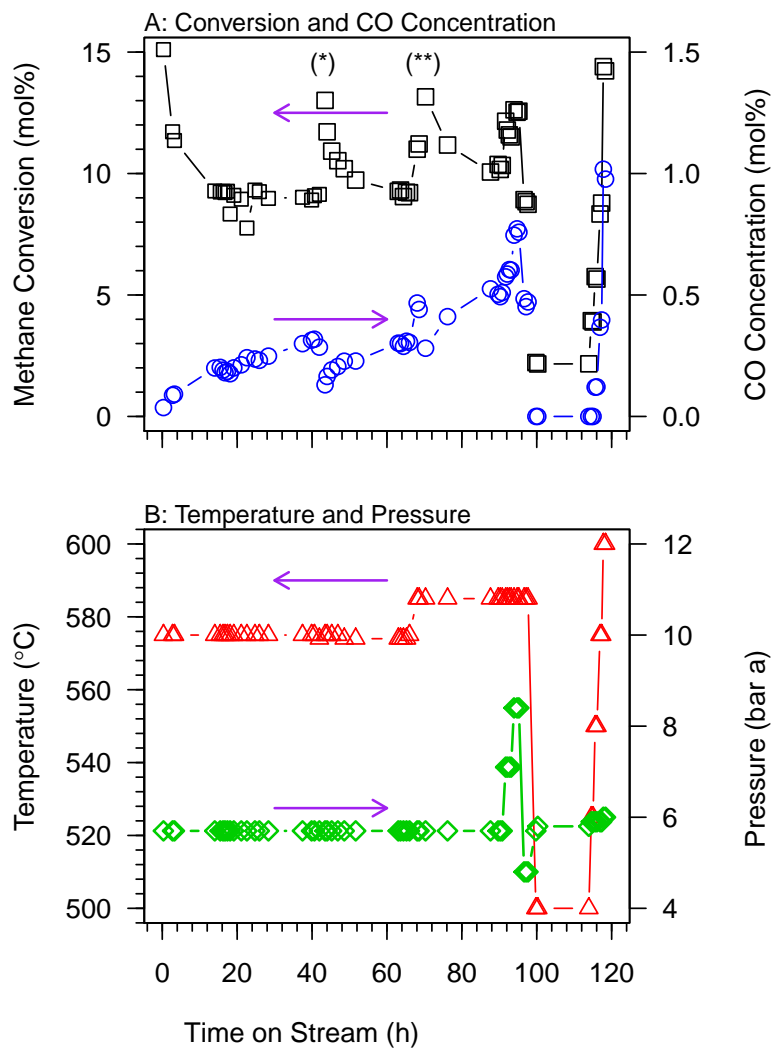 A: Conversion and CO Concentration
Methane Conversion (mol%)
15
10
5
0
(*)
(**)
1.5
1.0
0.5
0.0
CO Concentration (mol%)
B: Temperature and Pressure
Temperature (°C)
600
580
560
540
520
500
12
10
8
6
4
Pressure (bar a)
0 20 40 60 80 100 120
Time on Stream (h)